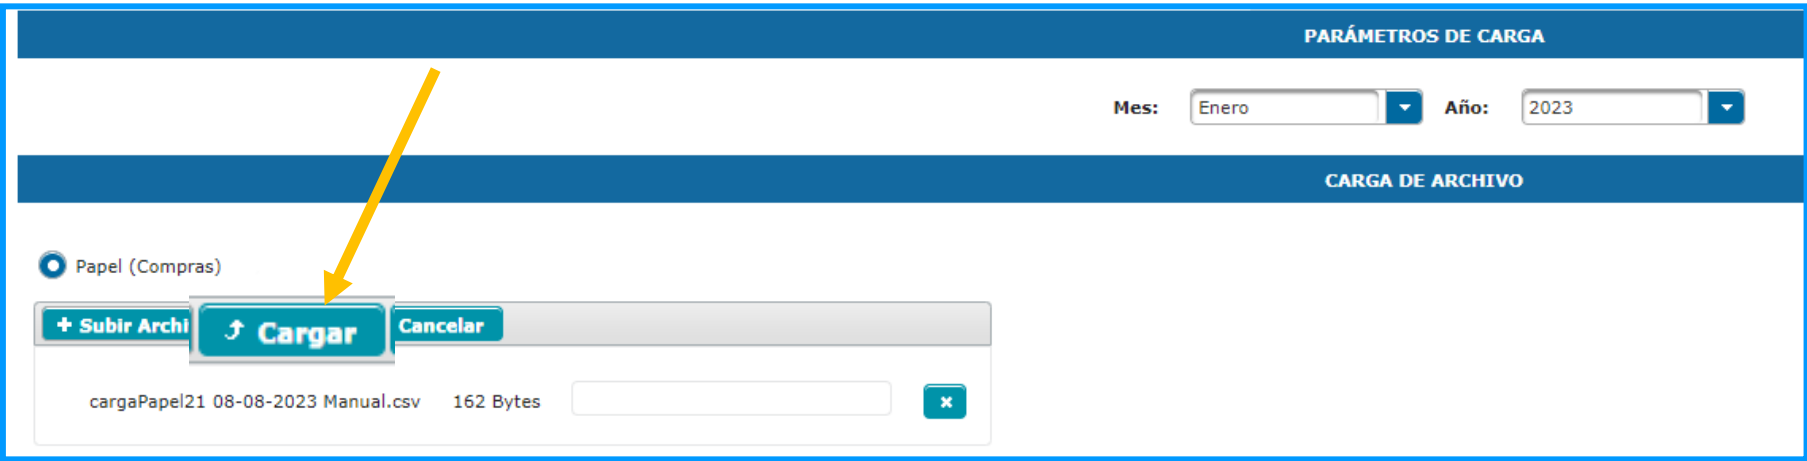 PARÁMETROS DE CARGA
Mes: Enero Año: 2023
CARGA DE ARCHIVO
Papel (Compras)
+ Subir Archi Cargar Cancelar
cargaPapel21 08-08-2023 Manual.csv 162 Bytes